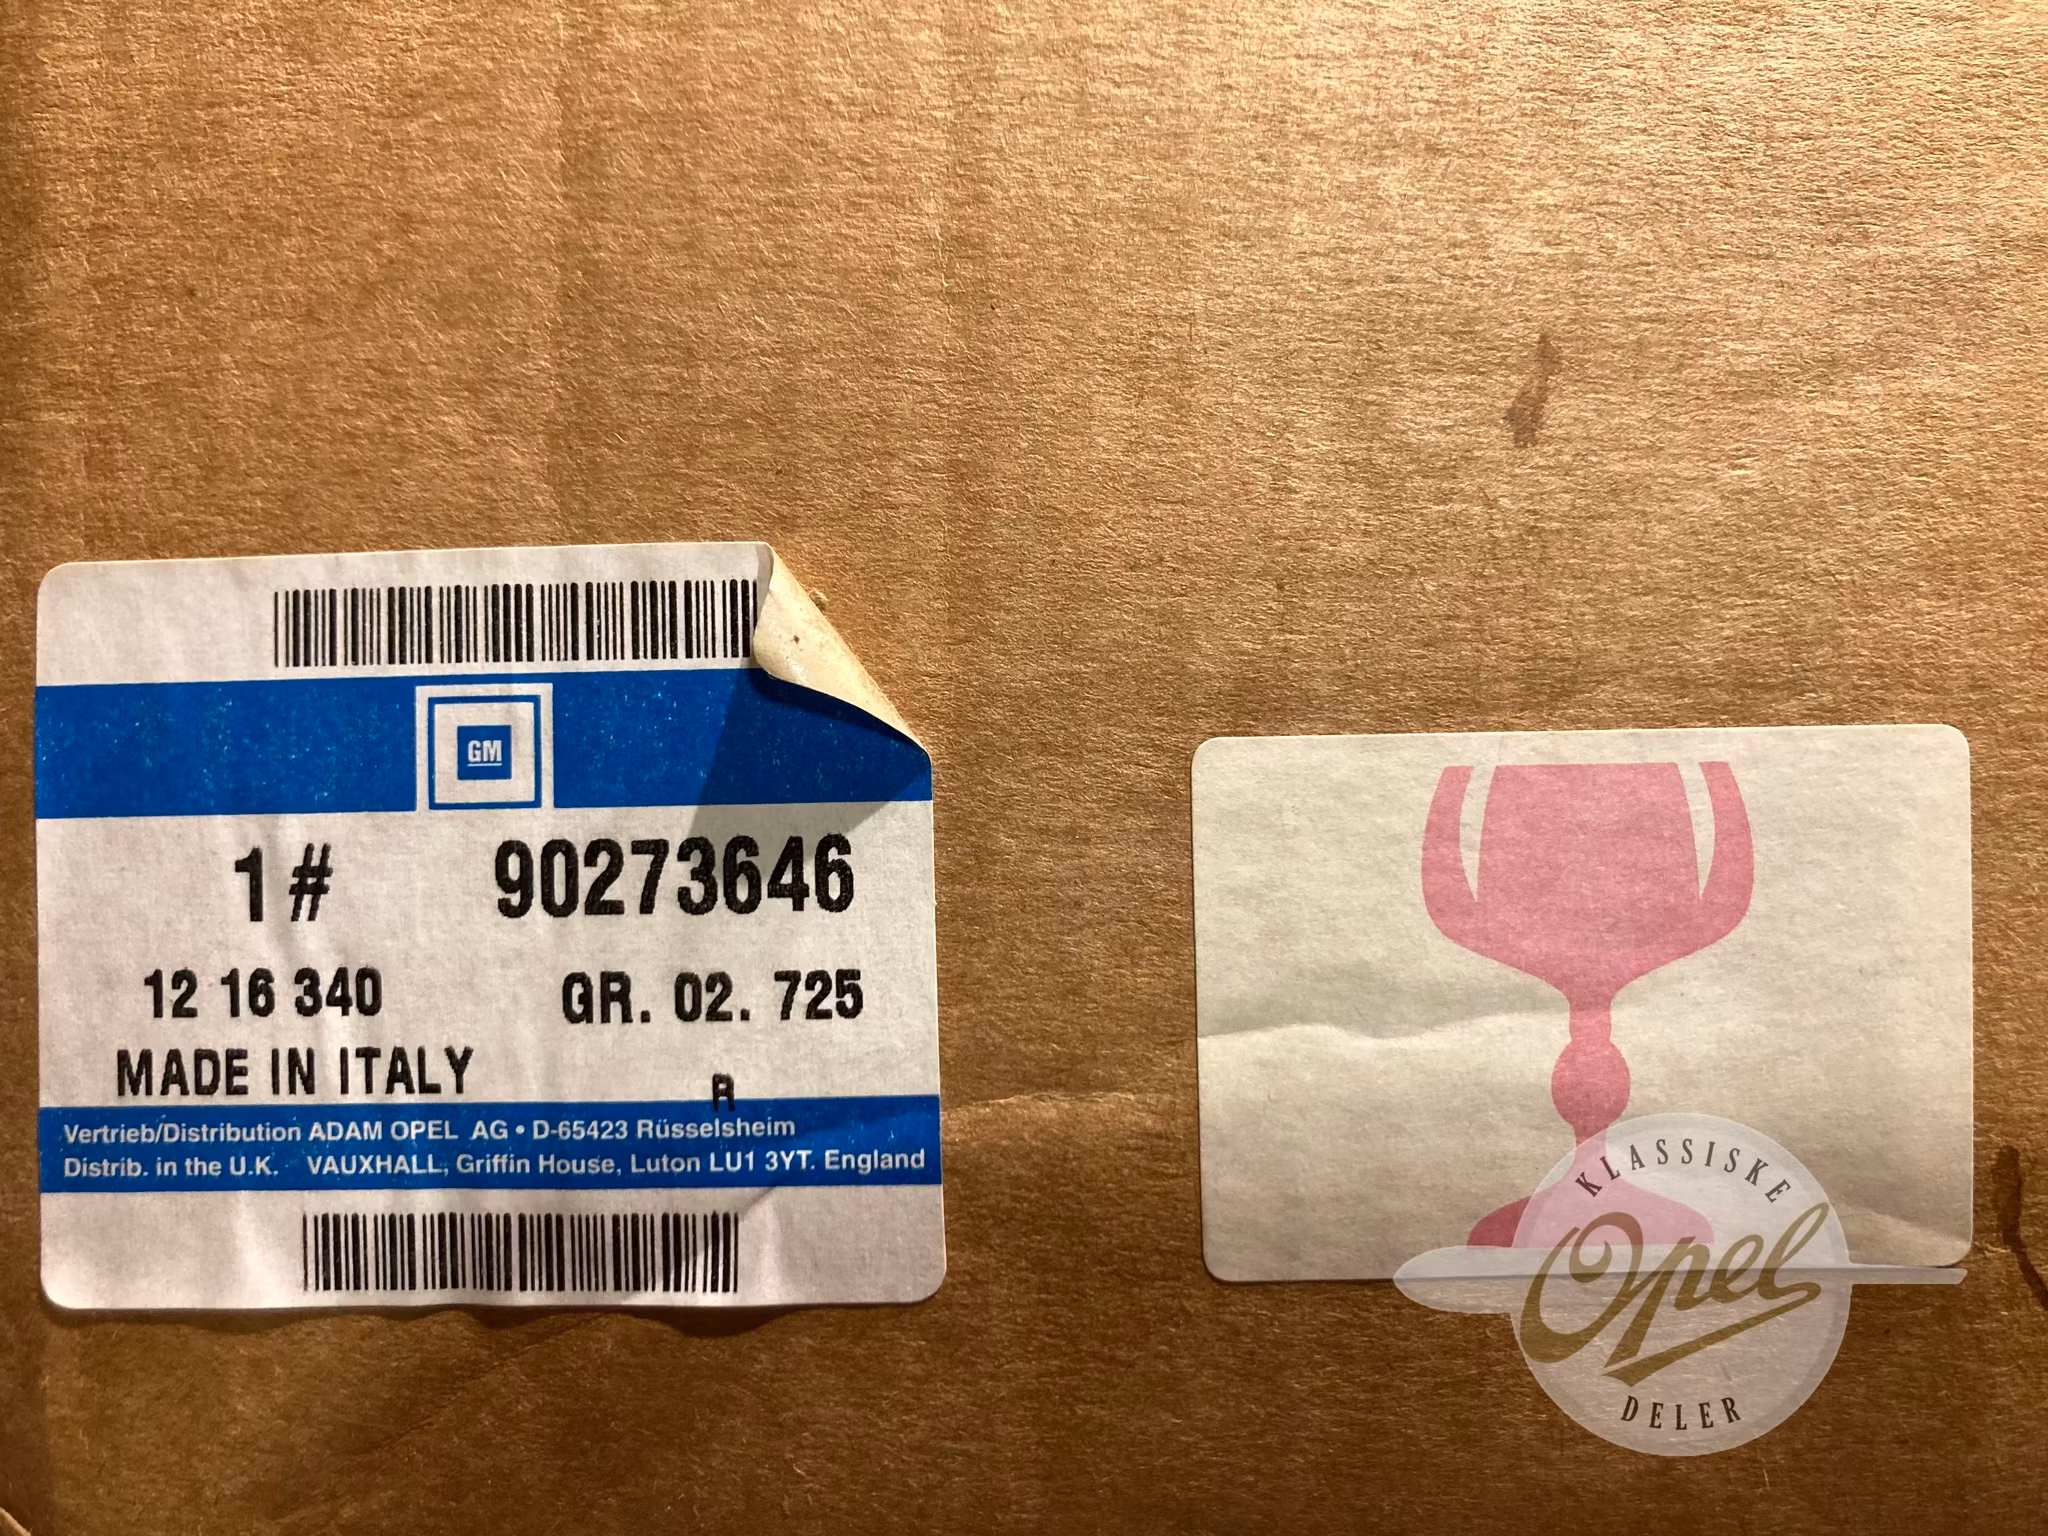 GM
1# 90273646
12 16 340 GR. 02. 725
MADE IN ITALY
R
Vertrieb/Distribution ADAM OPEL AG • D-65423 Rüsselsheim
Distrib. in the U.K. VAUXHALL, Griffin House, Luton LU1 3YT. England
KLASSISKE
Opel
DELER